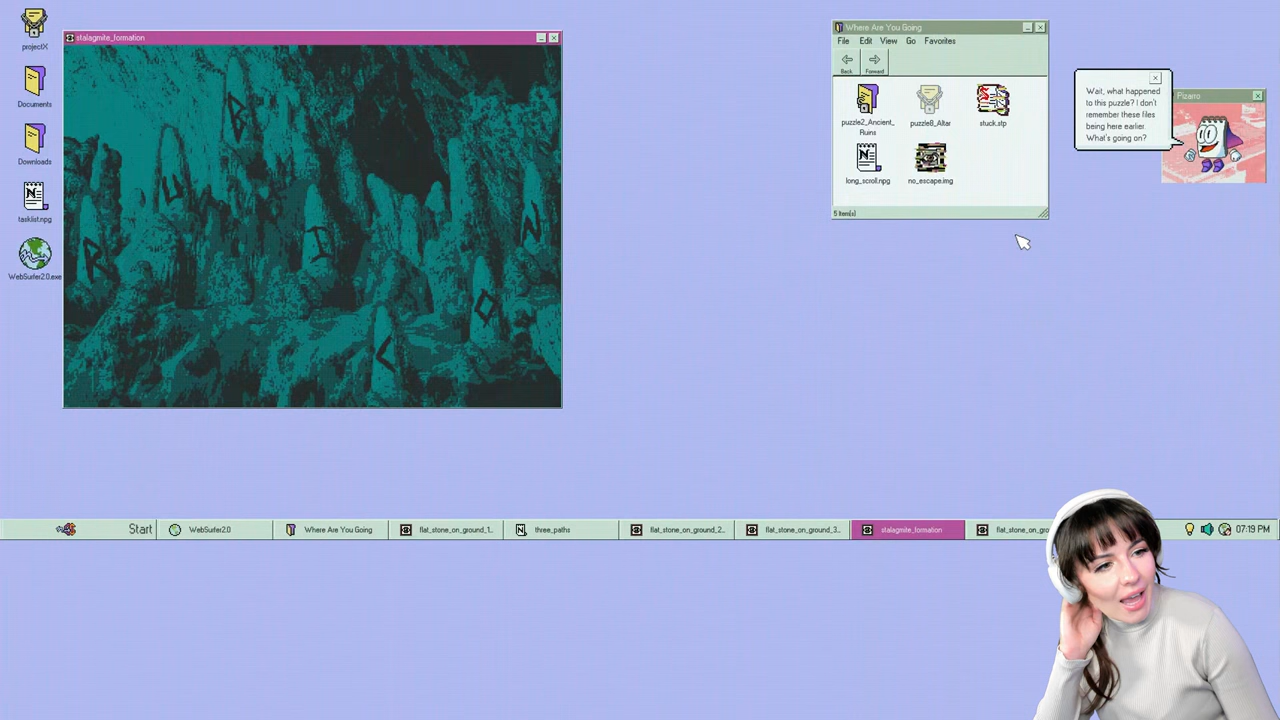 projectX
Documents
Downloads
tasklist.npg
WebSurfer2.0.exe
stalagmite_formation
Where Are You Going
File Edit View Go Favorites
Back Forward
puzzle2_Ancient_
Ruins
puzzle8_Altar
stuck.stp
long_scroll.npg
no_escape.img
5 Item(s)
Wait, what happened
to this puzzle? I don't
remember these files
being here earlier.
What's going on?
Pizarro
Start
WebSurfer2.0
Where Are You Going
flat_stone_on_ground_1...
three_paths
flat_stone_on_ground_2...
flat_stone_on_ground_3...
stalagmite_formation
flat_stone_on_gro
07:19 PM